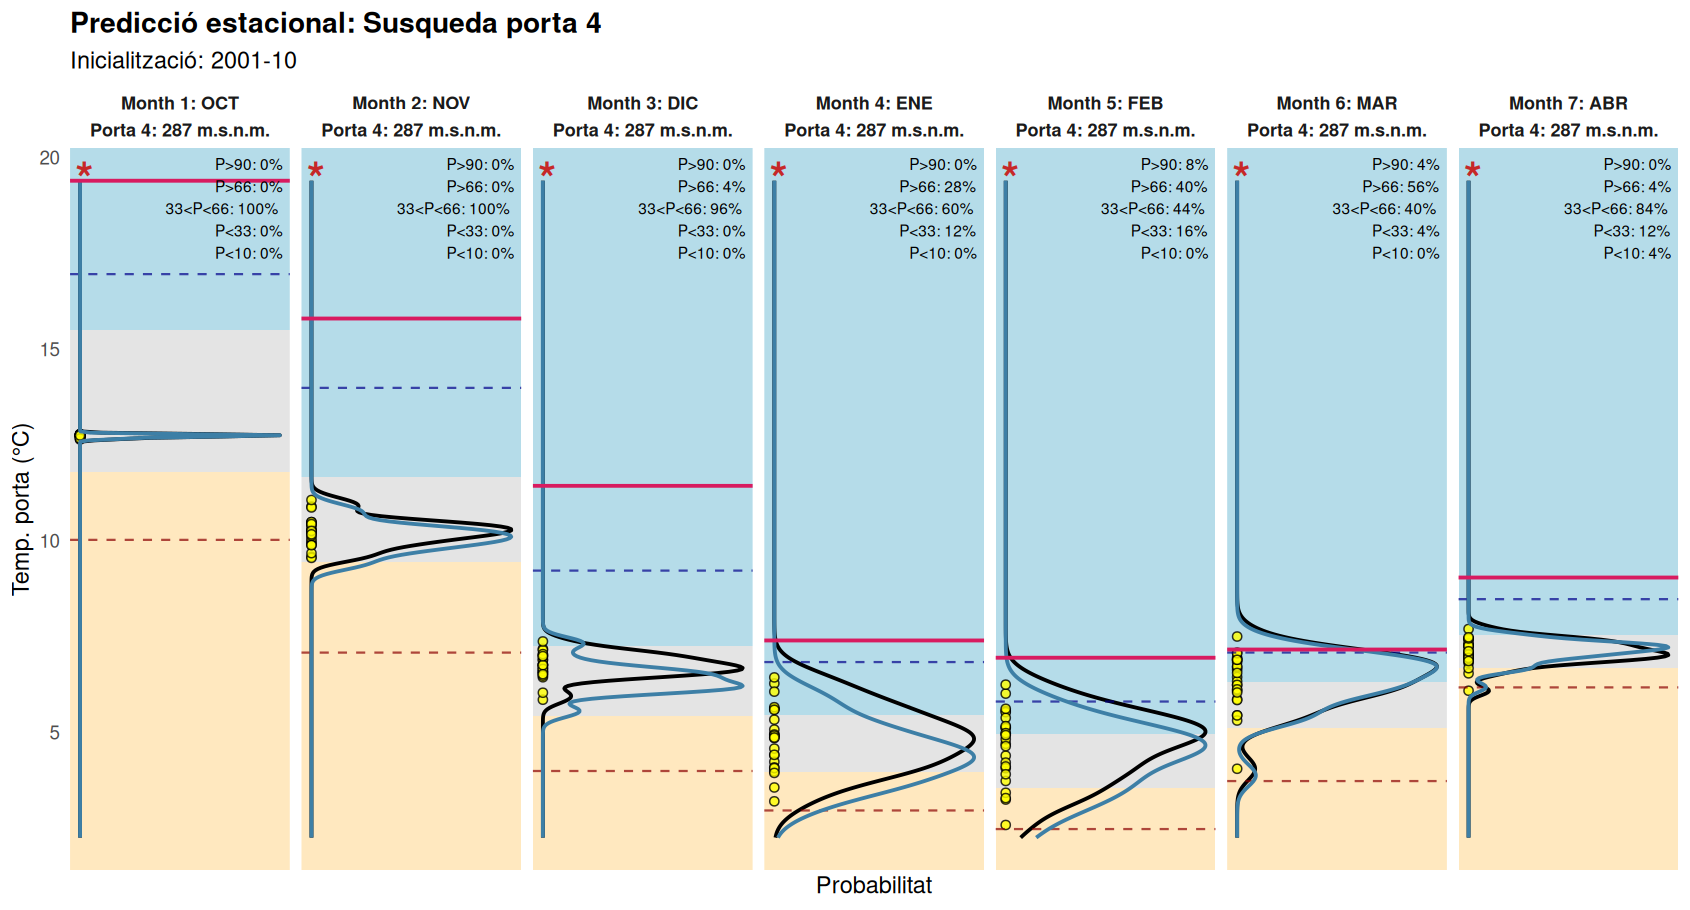 Predicció estacional: Susqueda porta 4
Inicialització: 2001-10
Month 1: OCT
Porta 4: 287 m.s.n.m.
Month 2: NOV
Porta 4: 287 m.s.n.m.
Month 3: DIC
Porta 4: 287 m.s.n.m.
Month 4: ENE
Porta 4: 287 m.s.n.m.
Month 5: FEB
Porta 4: 287 m.s.n.m.
Month 6: MAR
Porta 4: 287 m.s.n.m.
Month 7: ABR
Porta 4: 287 m.s.n.m.
*
P>90: 0%
P>66: 0%
33<P<66: 100%
P<33: 0%
P<10: 0%
*
P>90: 0%
P>66: 0%
33<P<66: 100%
P<33: 0%
P<10: 0%
*
P>90: 0%
P>66: 4%
33<P<66: 96%
P<33: 0%
P<10: 0%
*
P>90: 0%
P>66: 28%
33<P<66: 60%
P<33: 12%
P<10: 0%
*
P>90: 8%
P>66: 40%
33<P<66: 44%
P<33: 16%
P<10: 0%
*
P>90: 4%
P>66: 56%
33<P<66: 40%
P<33: 4%
P<10: 0%
*
P>90: 0%
P>66: 4%
33<P<66: 84%
P<33: 12%
P<10: 4%
20
15
10
5
Temp. porta (°C)
Probabilitat